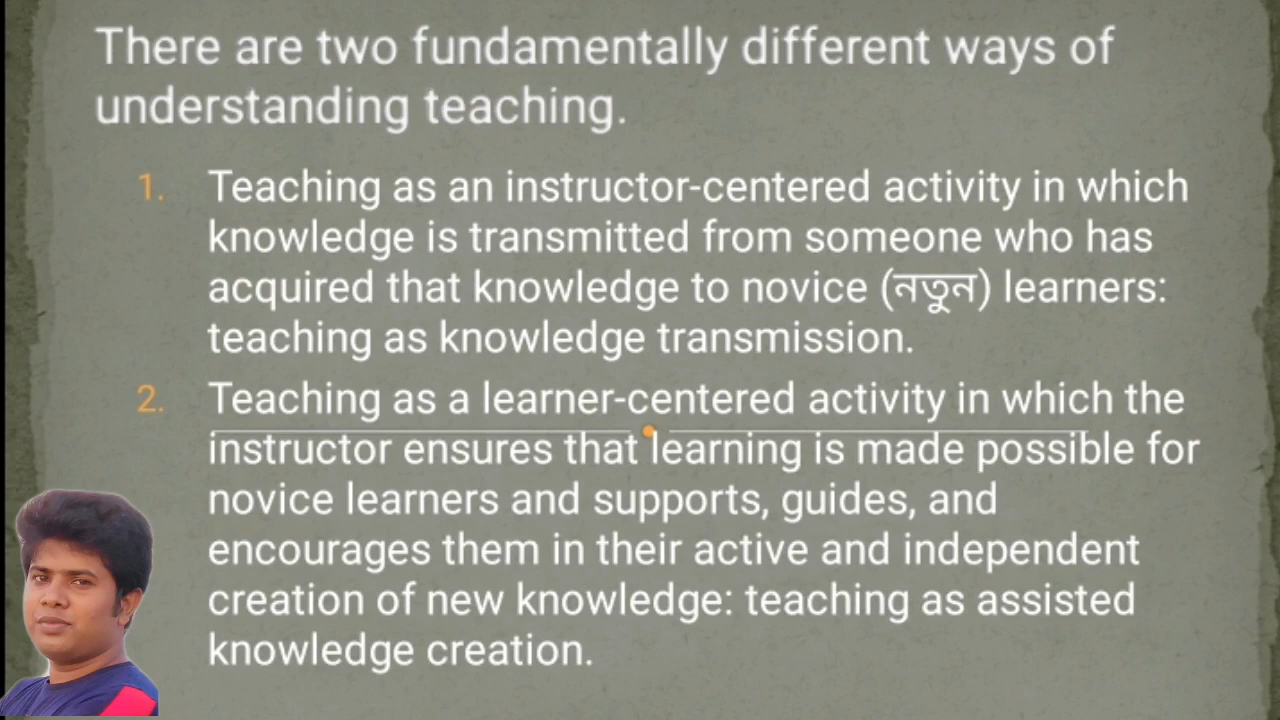 There are two fundamentally different ways of
understanding teaching.
1. Teaching as an instructor-centered activity in which
knowledge is transmitted from someone who has
acquired that knowledge to novice (নতুন) learners:
teaching as knowledge transmission.
2. Teaching as a learner-centered activity in which the
instructor ensures that learning is made possible for
novice learners and supports, guides, and
encourages them in their active and independent
creation of new knowledge: teaching as assisted
knowledge creation.